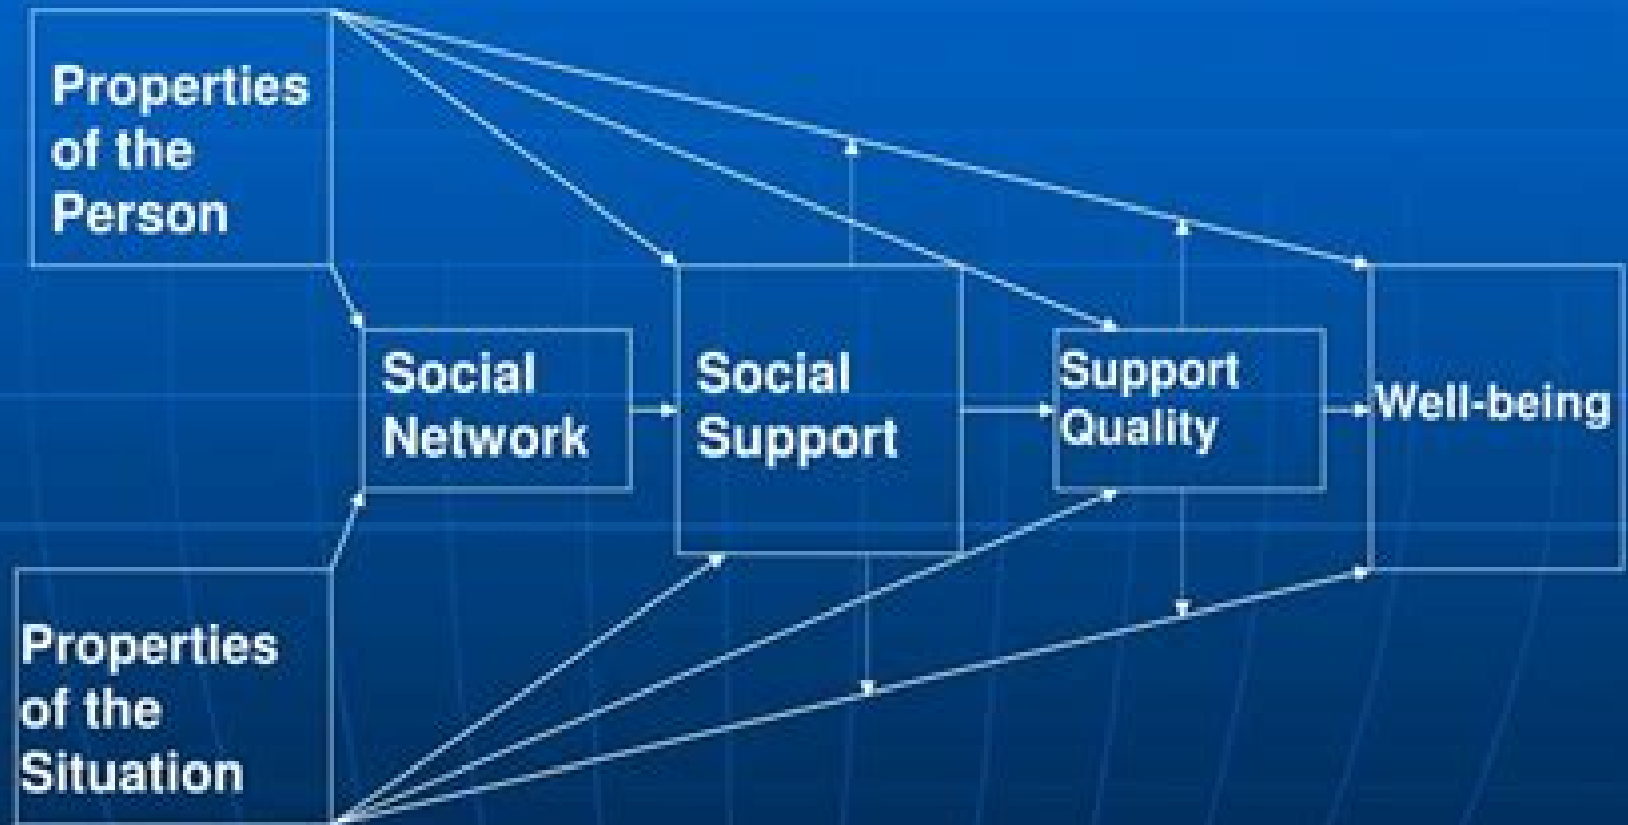 Properties
of the
Person
Social
Network
Social
Support
Support
Quality
Well-being
Properties
of the
Situation